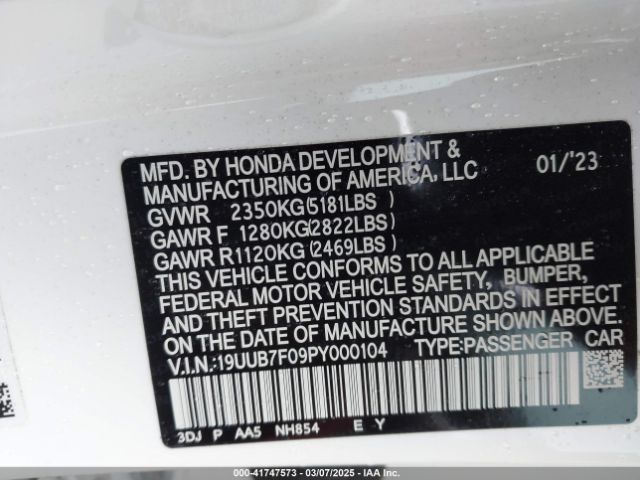 MFD. BY HONDA DEVELOPMENT &
MANUFACTURING OF AMERICA, LLC 01/'23
GVWR 2350KG(5181LBS )
GAWR F 1280KG(2822LBS)
GAWR R1120KG(2469LBS)
THIS VEHICLE CONFORMS TO ALL APPLICABLE
FEDERAL MOTOR VEHICLE SAFETY, BUMPER,
AND THEFT PREVENTION STANDARDS IN EFFECT
ON THE DATE OF MANUFACTURE SHOWN ABOVE.
V.I.N.:19UUB7F09PY000104 TYPE:PASSENGER CAR
3DJ P AA5 NH854 E Y
000-41747573 — 03/07/2025 — IAA Inc.